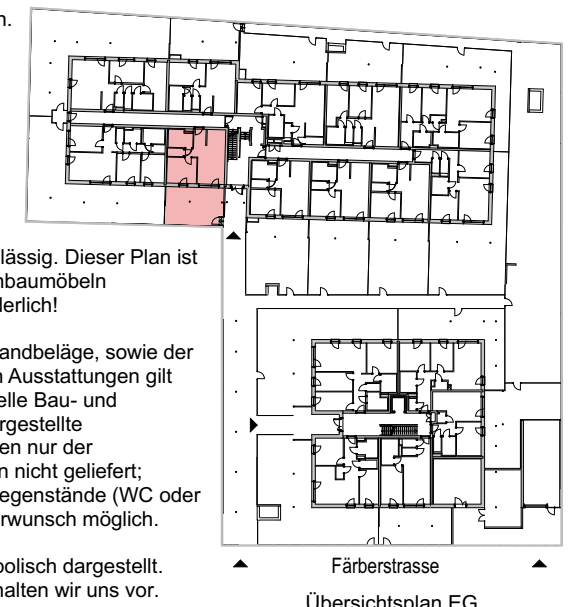 n.
lässig. Dieser Plan ist
nbaumöbeln
derlich!
andbeläge, sowie der
n Ausstattungen gilt
elle Bau- und
rgestellte
en nur der
n nicht geliefert;
egenstände (WC oder
rwunsch möglich.
bolisch dargestellt.
halten wir uns vor.
Färberstrasse
Übersichtsplan EG